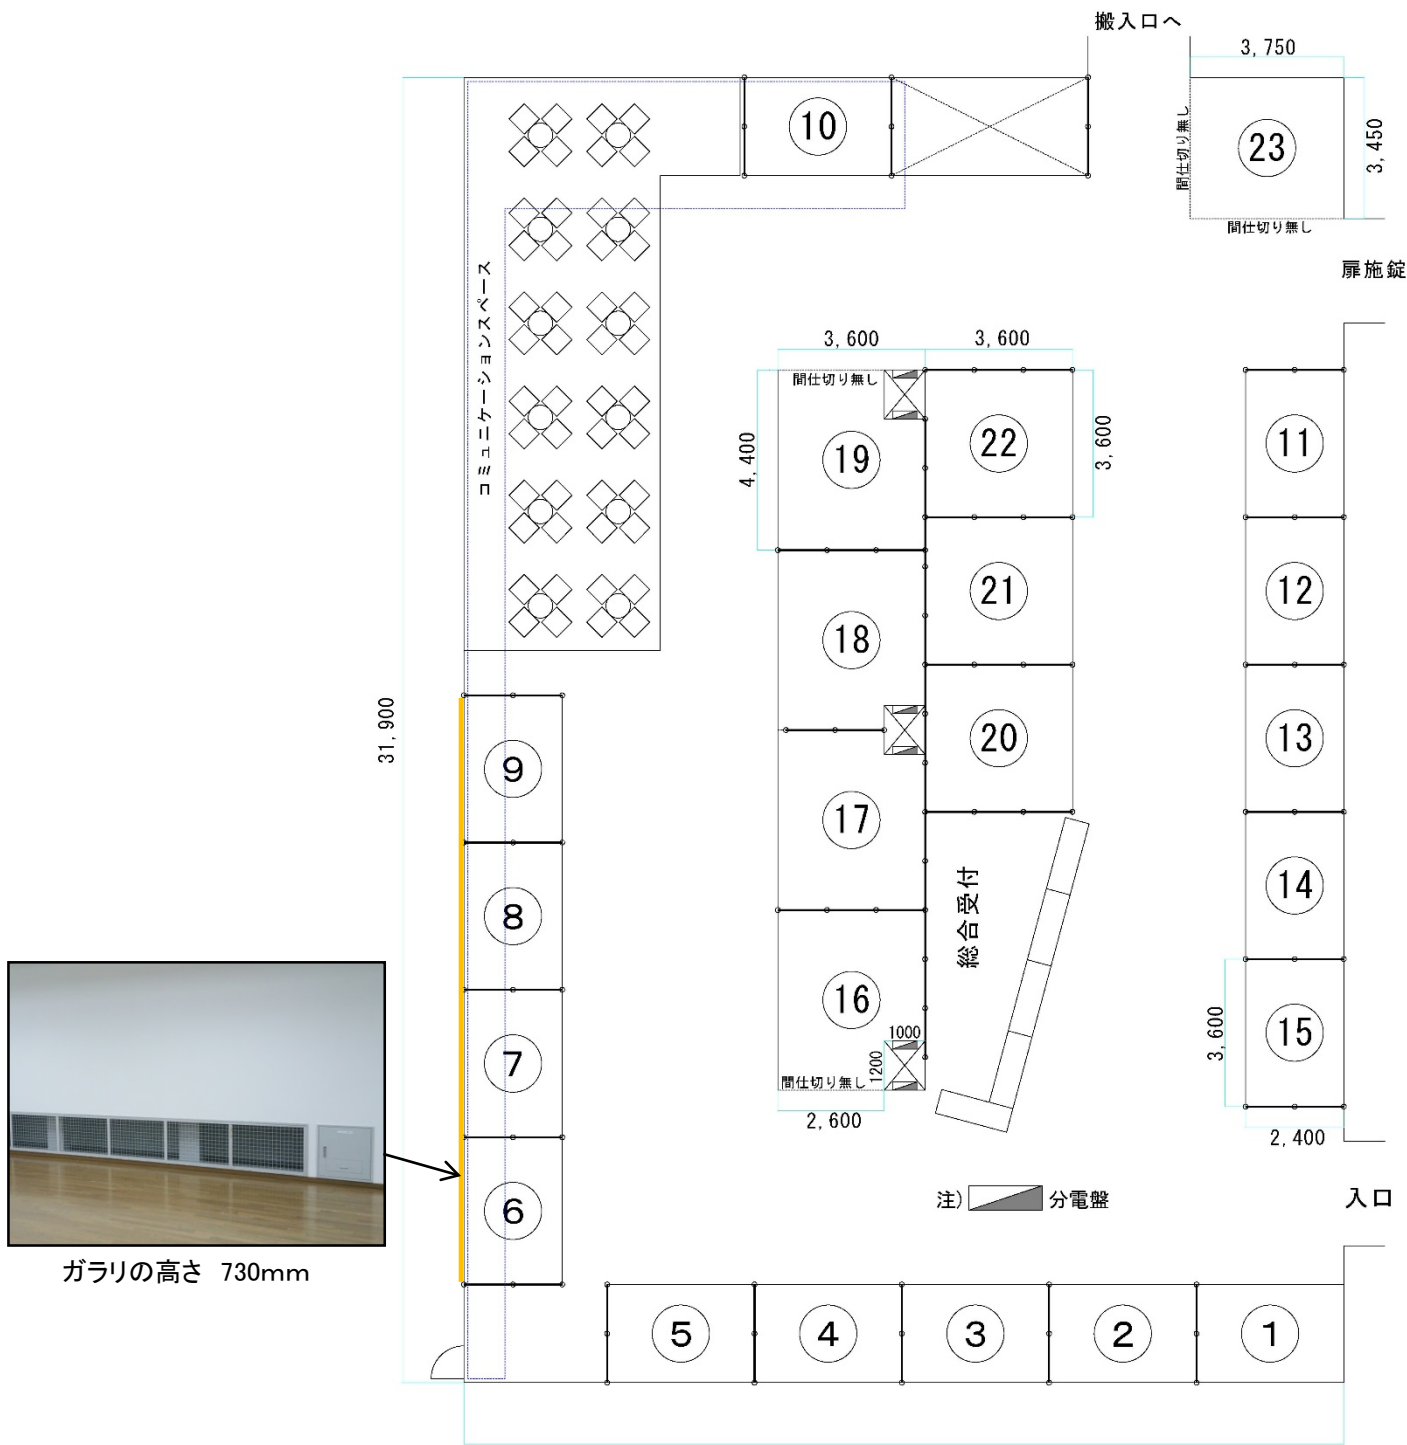 搬入口へ
3,750
10
間仕切り無し
23
3,450
間仕切り無し
扉施錠
コミュニケーションスペース
3,600
3,600
間仕切り無し
4,400
19
22
3,600
11
21
12
18
31,900
9
20
13
17
8
総合受付
14
16
7
1000
1200
3,600
15
間仕切り無し
2,600
2,400
6
注)
分電盤
入口
ガラリの高さ 730mm
5
4
3
2
1